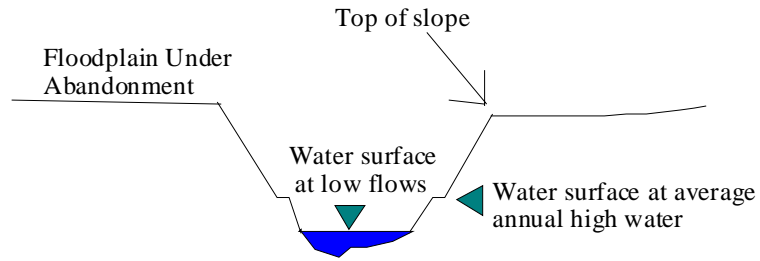 Top of slope
Floodplain Under
Abandonment
Water surface
at low flows
Water surface at average
annual high water